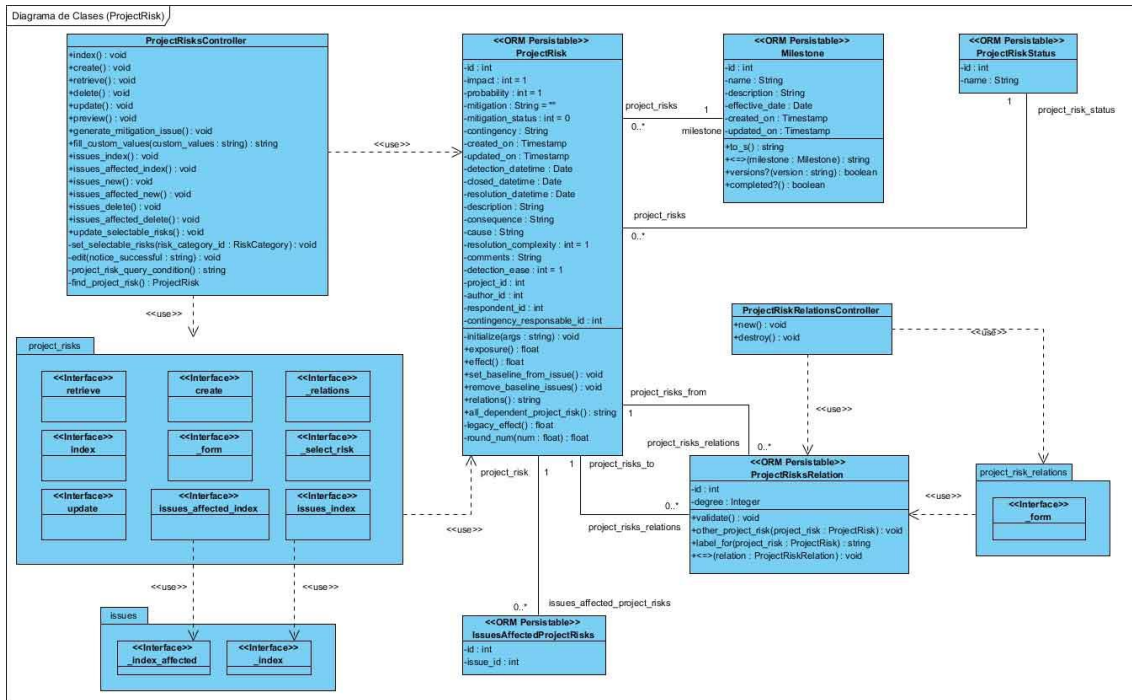 Diagrama de Clases (ProjectRisk)
ProjectRisksController
+index() : void
+create() : void
+retrieve() : void
+delete() : void
+update() : void
+preview() : void
+generate_mitigation_issue() : void
+fill_custom_values(custom_values : string) : string
+issues_index() : void
+issues_affected_index() : void
+issues_new() : void
+issues_affected_new() : void
+issues_delete() : void
+issues_affected_delete() : void
+update_selectable_risks() : void
-set_selectable_risks(risk_category_id : RiskCategory) : void
-edit(notice_successful : string) : void
-project_risk_query_condition() : string
-find_project_risk() : ProjectRisk
<<use>>
<<use>>
<<ORM Persistable>>
ProjectRisk
-id : int
-impact : int = 1
-probability : int = 1
-mitigation : String = ""
-mitigation_status : int = 0
-contingency : String
-created_on : Timestamp
-updated_on : Timestamp
-detection_datetime : Date
-closed_datetime : Date
-resolution_datetime : Date
-description : String
-consequence : String
-cause : String
-resolution_complexity : int = 1
-comments : String
-detection_ease : int = 1
-project_id : int
-author_id : int
-respondent_id : int
-contingency_responsable_id : int
-initialize(args : string) : void
+exposure() : float
+effect() : float
+set_baseline_from_issue() : void
+remove_baseline_issues() : void
+relations() : string
+all_dependent_project_risk() : string
-legacy_effect() : float
-round_num(num : float) : float
project_risks
1
0..*
milestone
<<ORM Persistable>>
Milestone
-id : int
-name : String
-description : String
-effective_date : Date
-created_on : Timestamp
-updated_on : Timestamp
+to_s() : string
+<=>(milestone : Milestone) : string
+versions?(version : string) : boolean
+completed?() : boolean
<<ORM Persistable>>
ProjectRiskStatus
-id : int
-name : String
1
project_risk_status
project_risks
0..*
ProjectRiskRelationsController
+new() : void
+destroy() : void
<<use>>
<<use>>
project_risks
<<Interface>>
retrieve
<<Interface>>
create
<<Interface>>
_relations
<<Interface>>
index
<<Interface>>
_form
<<Interface>>
_select_risk
<<Interface>>
update
<<Interface>>
issues_affected_index
<<Interface>>
issues_index
<<use>>
<<use>>
<<use>>
issues
<<Interface>>
_index_affected
<<Interface>>
_index
project_risks_from
1
project_risks_relations
0..*
project_risk
1
1
project_risks_to
0..*
project_risks_relations
<<ORM Persistable>>
ProjectRisksRelation
-id : int
-degree : Integer
+validate() : void
+other_project_risk(project_risk : ProjectRisk) : void
+label_for(project_risk : ProjectRisk) : string
+<=>(relation : ProjectRiskRelation) : void
<<use>>
project_risk_relations
<<Interface>>
_form
0..*
issues_affected_project_risks
<<ORM Persistable>>
IssuesAffectedProjectRisks
-id : int
-issue_id : int